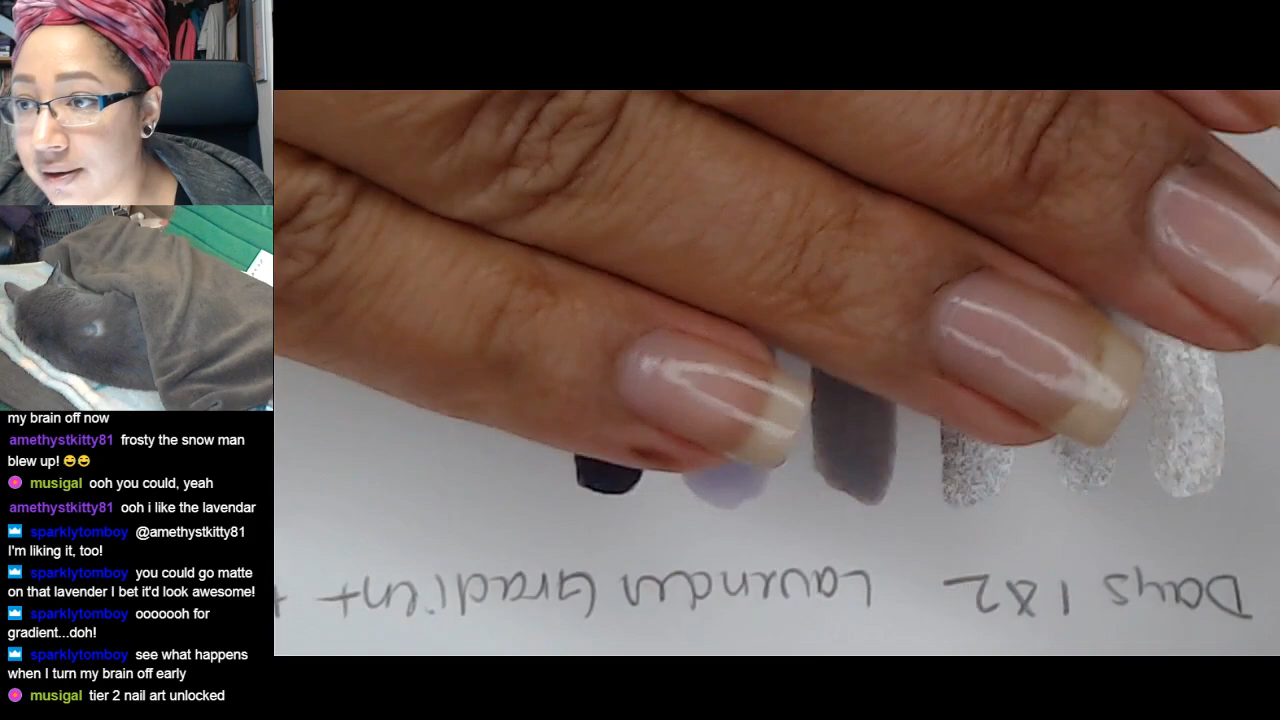 my brain off now
amethystkitty81 frosty the snow man
blew up! 😄😄
musigal ooh you could, yeah
amethystkitty81 ooh i like the lavendar
sparklytomboy @amethystkitty81
I'm liking it, too!
sparklytomboy you could go matte
on that lavender I bet it'd look awesome!
sparklytomboy ooooooh for
gradient...doh!
sparklytomboy see what happens
when I turn my brain off early
musigal tier 2 nail art unlocked
Days 1&2 Lavender Gradient +